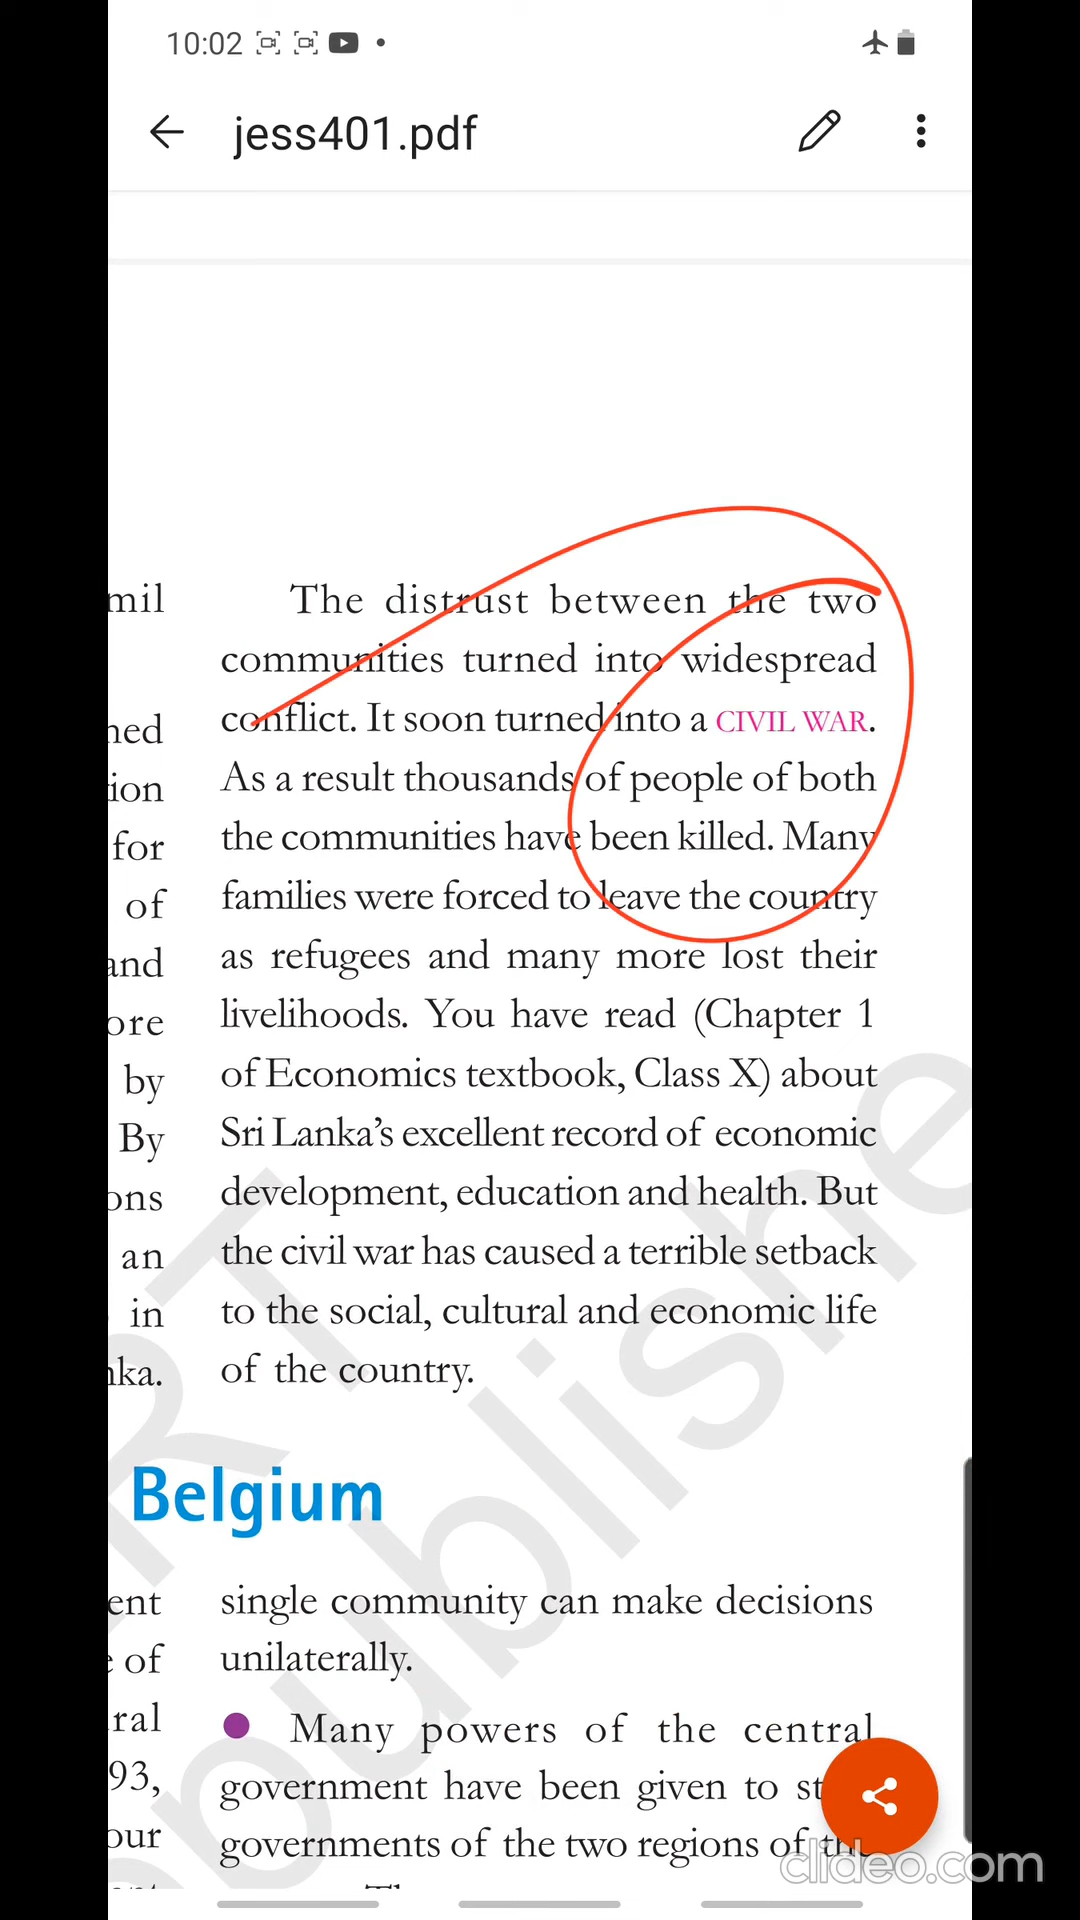 10:02
jess401.pdf
mil
ned
ion
for
of
and
ore
by
By
ons
an
in
nka.
The distrust between the two
communities turned into widespread
conflict. It soon turned into a CIVIL WAR.
As a result thousands of people of both
the communities have been killed. Many
families were forced to leave the country
as refugees and many more lost their
livelihoods. You have read (Chapter 1
of Economics textbook, Class X) about
Sri Lanka's excellent record of economic
development, education and health. But
the civil war has caused a terrible setback
to the social, cultural and economic life
of the country.
Belgium
ent
of
ral
93,
our
single community can make decisions
unilaterally.
● Many powers of the central
government have been given to st
governments of the two regions of the
clideo.com